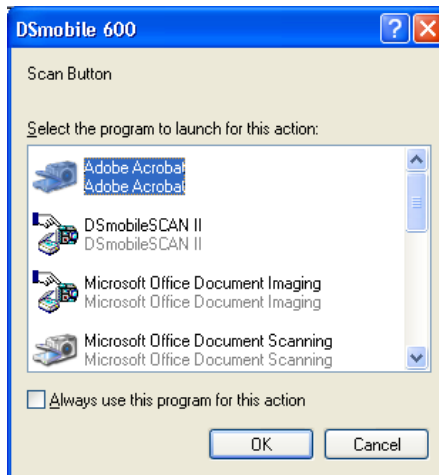 DSmobile 600
Scan Button
Select the program to launch for this action:
Adobe Acrobat
Adobe Acrobat
DSmobileSCAN II
DSmobileSCAN II
Microsoft Office Document Imaging
Microsoft Office Document Imaging
Microsoft Office Document Scanning
Microsoft Office Document Scanning
Always use this program for this action
OK Cancel